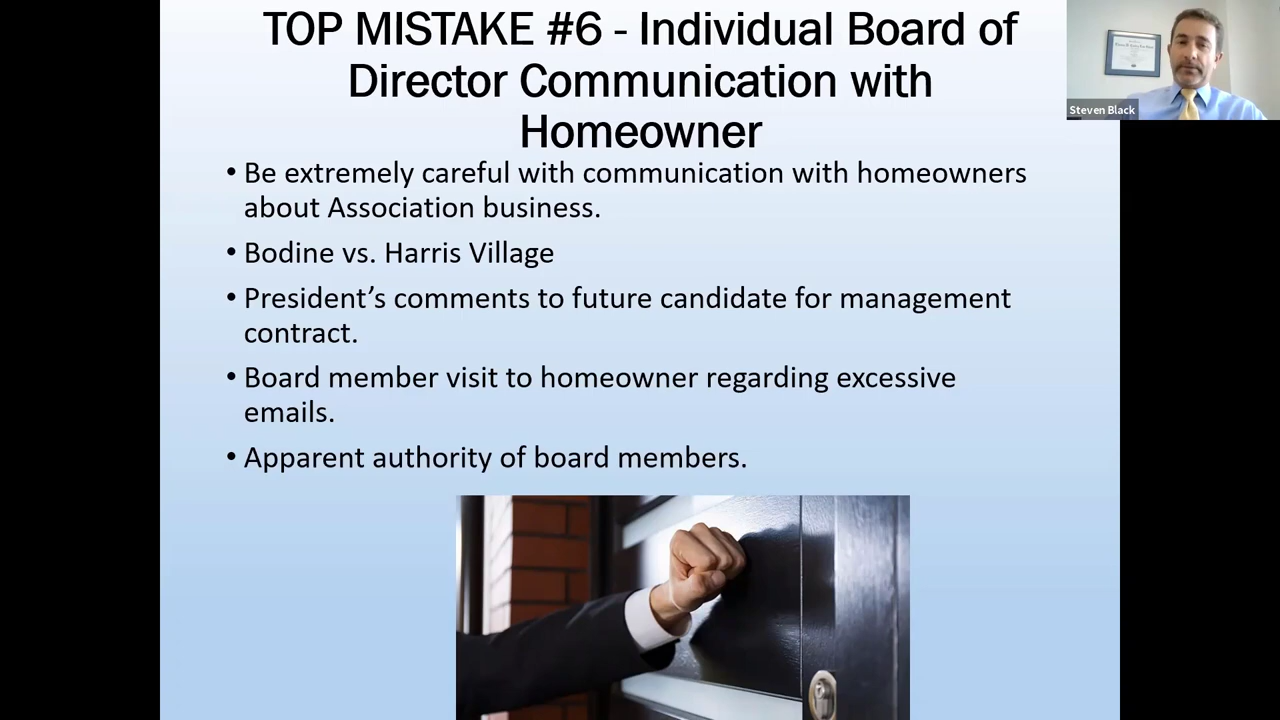 TOP MISTAKE #6 - Individual Board of
Director Communication with
Homeowner
• Be extremely careful with communication with homeowners
about Association business.
• Bodine vs. Harris Village
• President’s comments to future candidate for management
contract.
• Board member visit to homeowner regarding excessive
emails.
• Apparent authority of board members.
Steven Black